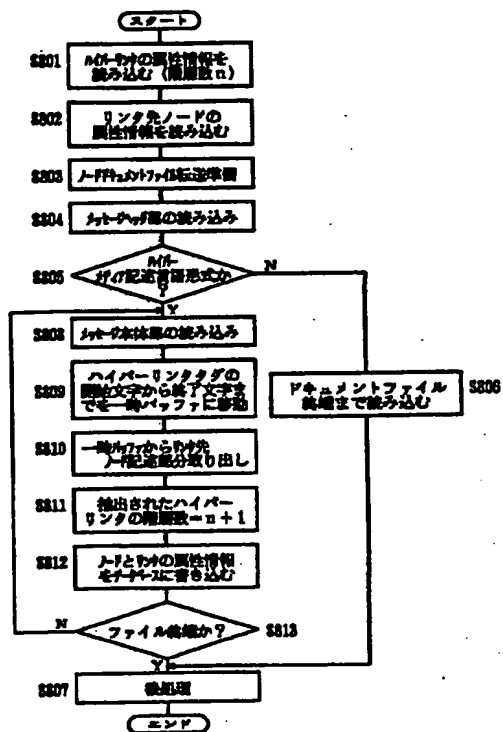 スタート
S801
ハイパーリンクの属性情報を
読み込む(階層数n)
S802
リンク先ノードの
属性情報を読み込む
S803
ノードドキュメントファイル転送準備
S804
メッセージヘッダ部の読み込み
S805
ハイパー
メディア記述言語形式か
?
N
Y
S808
メッセージ本体部の読み込み
S809
ハイパーリンクタグの
開始文字から終了文字ま
でを一時バッファに移動
ドキュメントファイル
終端まで読み込む
S806
S810
一時バッファからリンク先
ノード記述部分取り出し
S811
抽出されたハイパー
リンクの階層数=n+1
S812
ノードとリンクの属性情報
をデータベースに書き込む
N
ファイル終端か?
S813
Y
S807
後処理
エンド